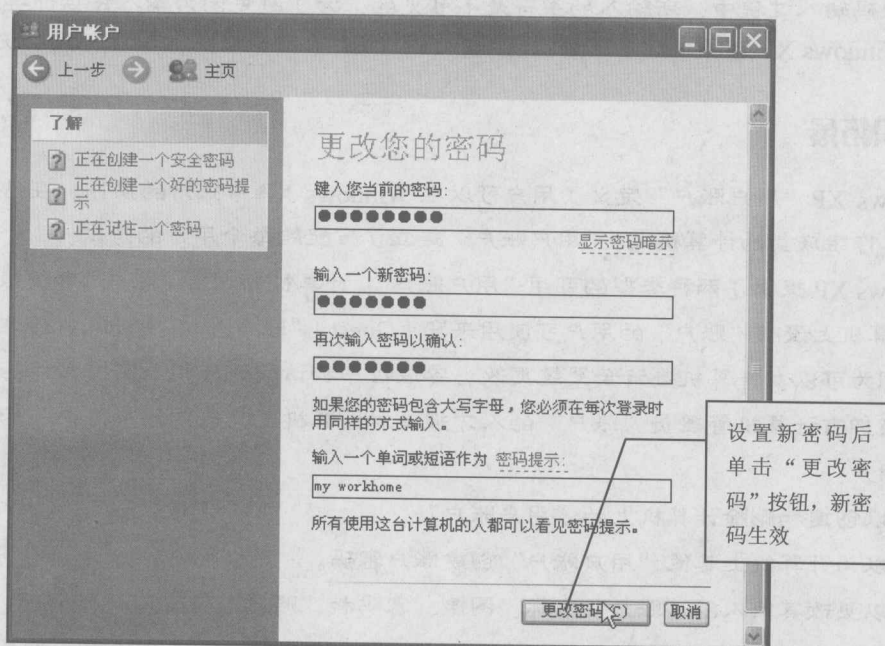 用户帐户
上一步 主页
了解
正在创建一个安全密码
正在创建一个好的密码提
示
正在记住一个密码
更改您的密码
键入您当前的密码:
显示密码暗示
输入一个新密码:
再次输入密码以确认:
如果您的密码包含大写字母，您必须在每次登录时
用同样的方式输入。
输入一个单词或短语作为 密码提示:
my workhome
所有使用这台计算机的人都可以看见密码提示。
更改密码(C) 取消
设置新密码后
单击“更改密
码”按钮，新密
码生效